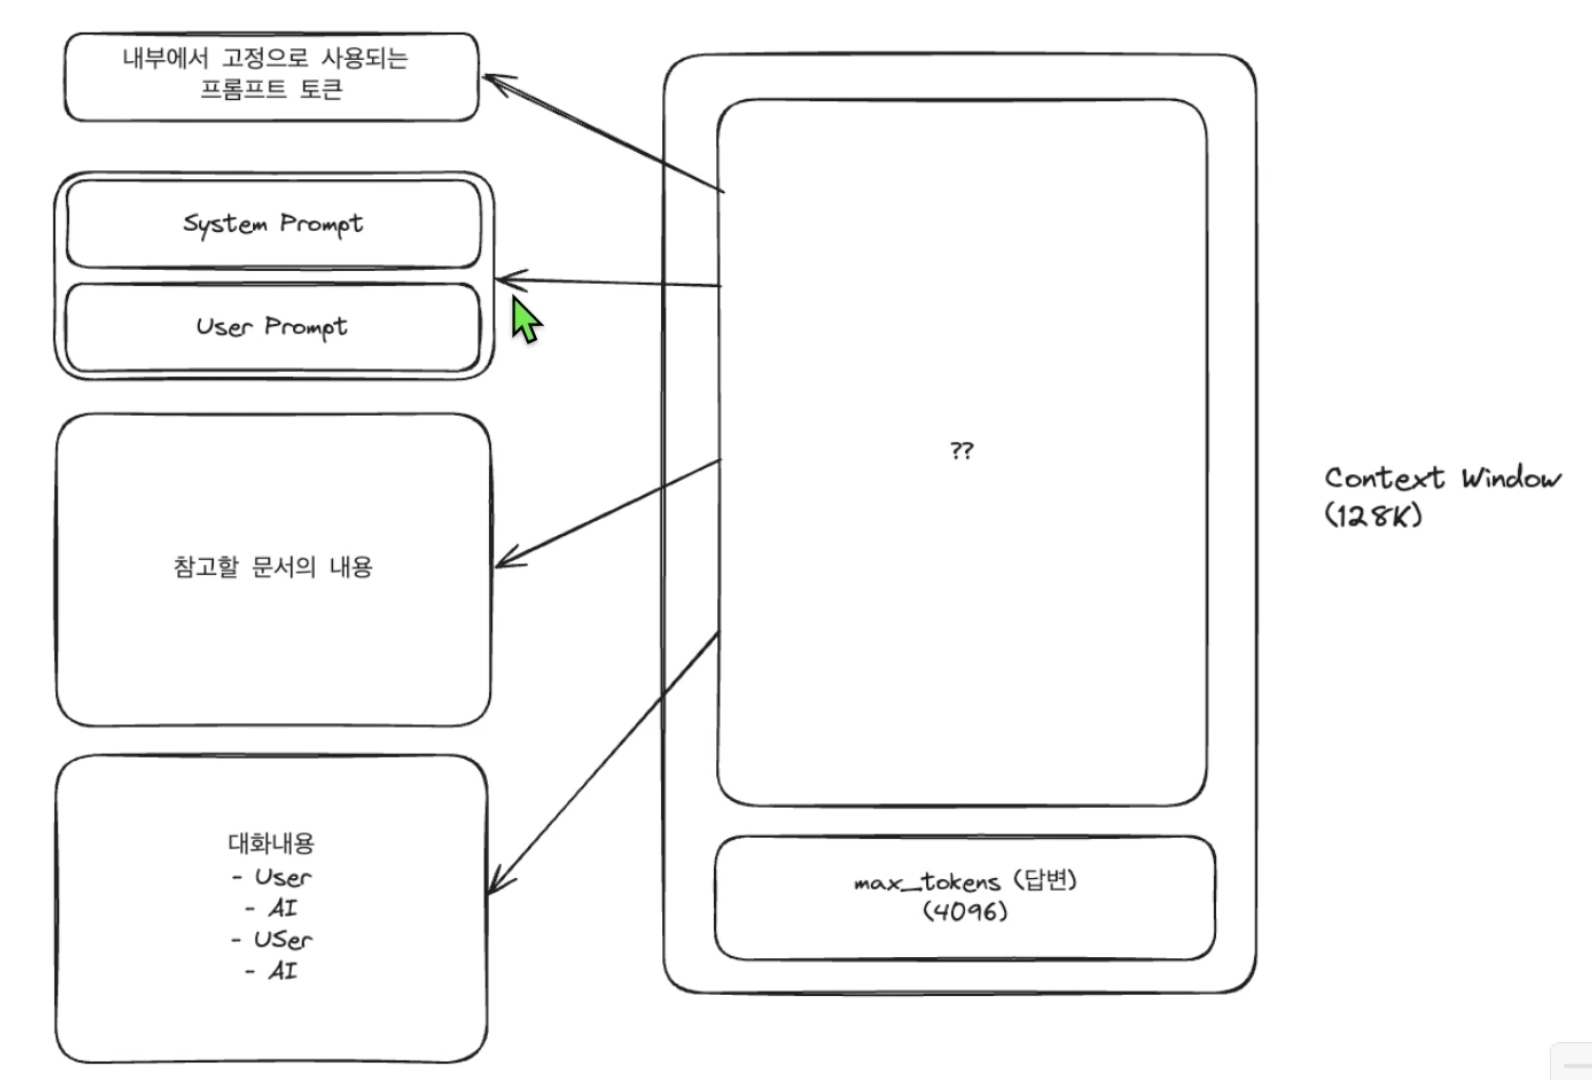 내부에서 고정으로 사용되는
프롬프트 토큰
System Prompt
User Prompt
참고할 문서의 내용
대화내용
- User
- AI
- USer
- AI
??
max_tokens (답변)
(4096)
Context Window
(128K)